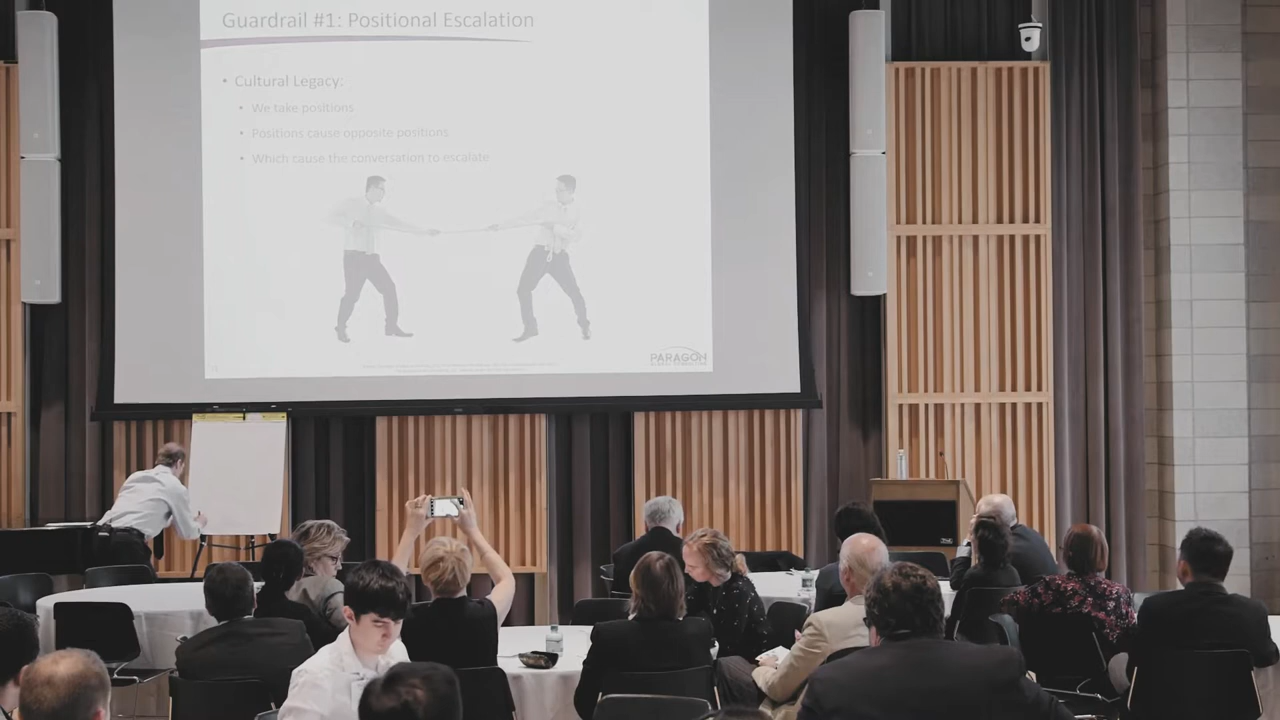 Guardrail #1: Positional Escalation
• Cultural Legacy:
• We take positions
• Positions cause opposite positions
• Which cause the conversation to escalate
PARAGON